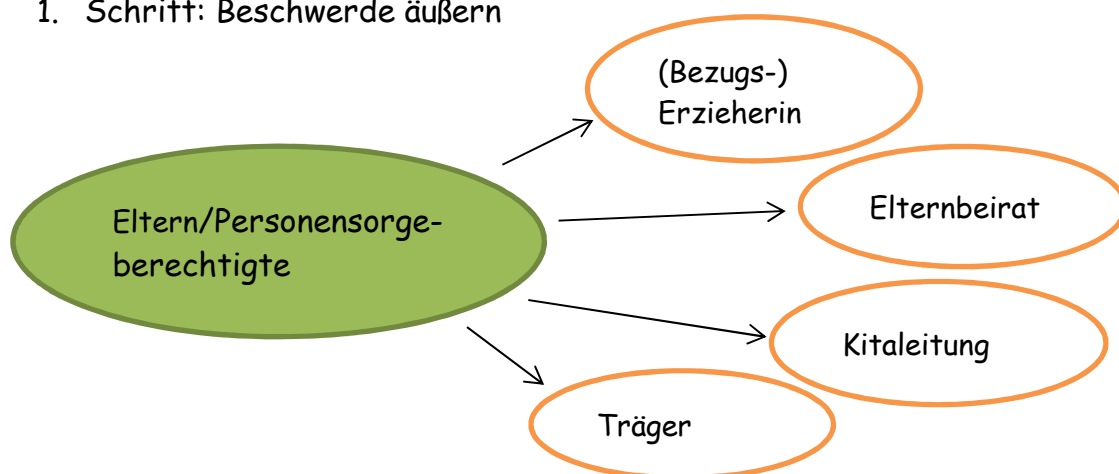 1. Schritt: Beschwerde äußern
(Bezugs-)
Erzieherin
Elternbeirat
Eltern/Personensorge-
berechtigte
Kitaleitung
Träger